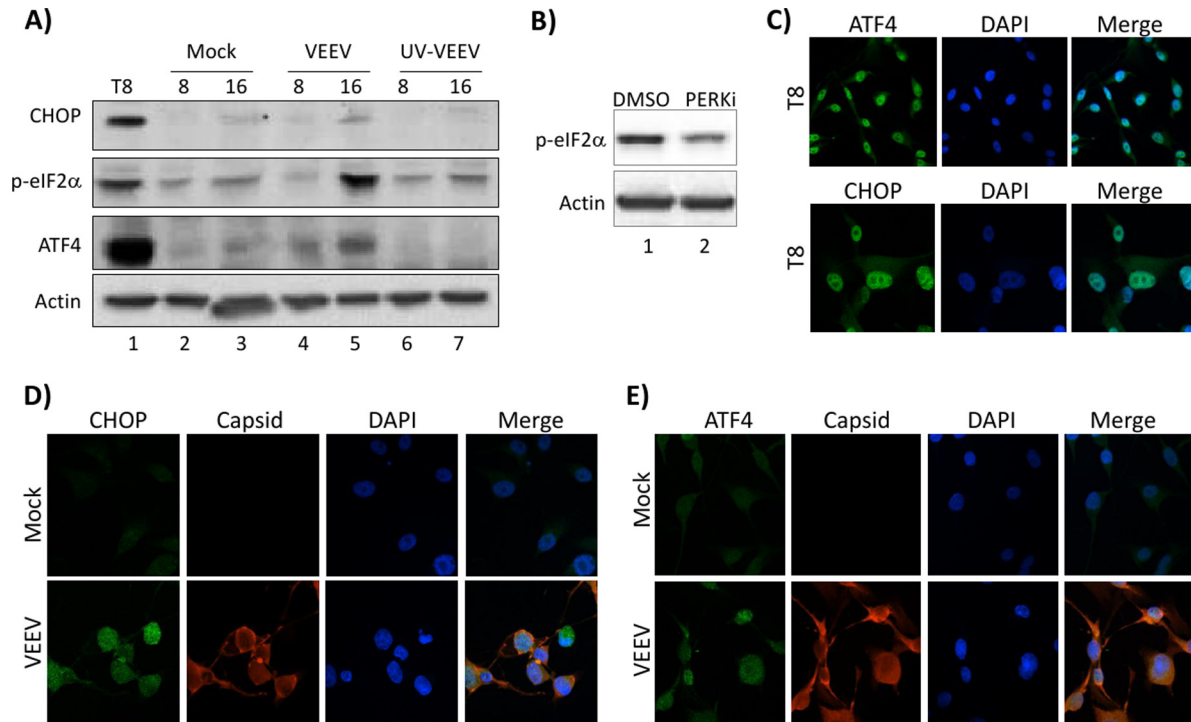 A)
Mock VEEV UV-VEEV
T8 8 16 8 16 8 16
CHOP
p-eIF2α
ATF4
Actin
1 2 3 4 5 6 7
B)
DMSO PERKi
p-eIF2α
Actin
1 2
C)
ATF4 DAPI Merge
T8
CHOP DAPI Merge
T8
D)
CHOP Capsid DAPI Merge
Mock
VEEV
E)
ATF4 Capsid DAPI Merge
Mock
VEEV